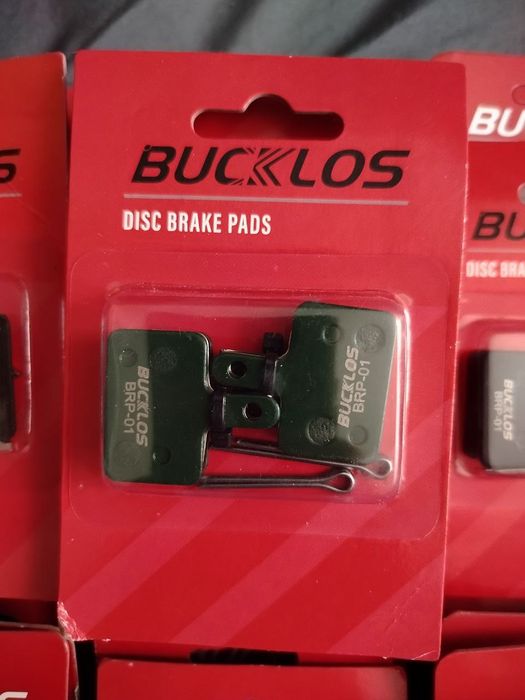 BUCKLOS
DISC BRAKE PADS
BUCKLOS
BRP-01
BUCKLOS
BRP-01
S
BU
BU
DISC BRA
BUCKLOS
BRP-01